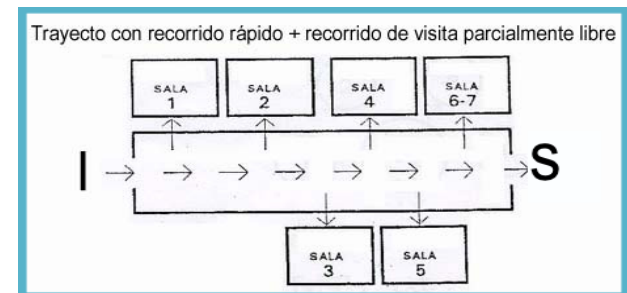 Trayecto con recorrido rápido + recorrido de visita parcialmente libre
SALA
1
SALA
2
SALA
4
SALA
6-7
I
S
SALA
3
SALA
5